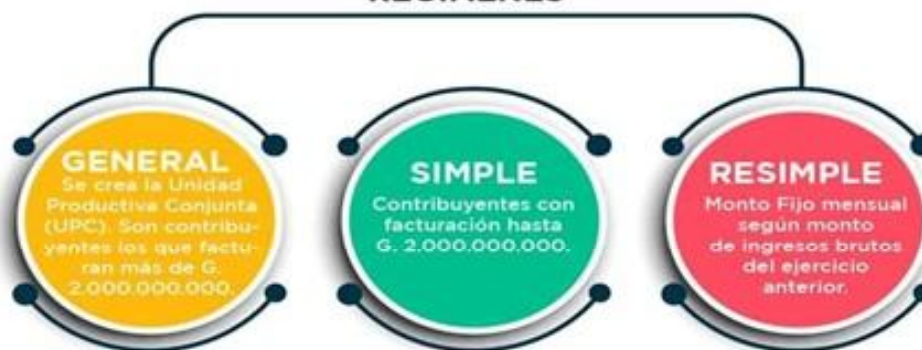 GENERAL
Se crea la Unidad
Productiva Conjunta
(UPC). Son contribu-
yentes los que factu-
ran más de G.
2.000.000.000.
SIMPLE
Contribuyentes con
facturación hasta
G. 2.000.000.000.
RESIMPLE
Monto Fijo mensual
según monto
de ingresos brutos
del ejercicio
anterior.